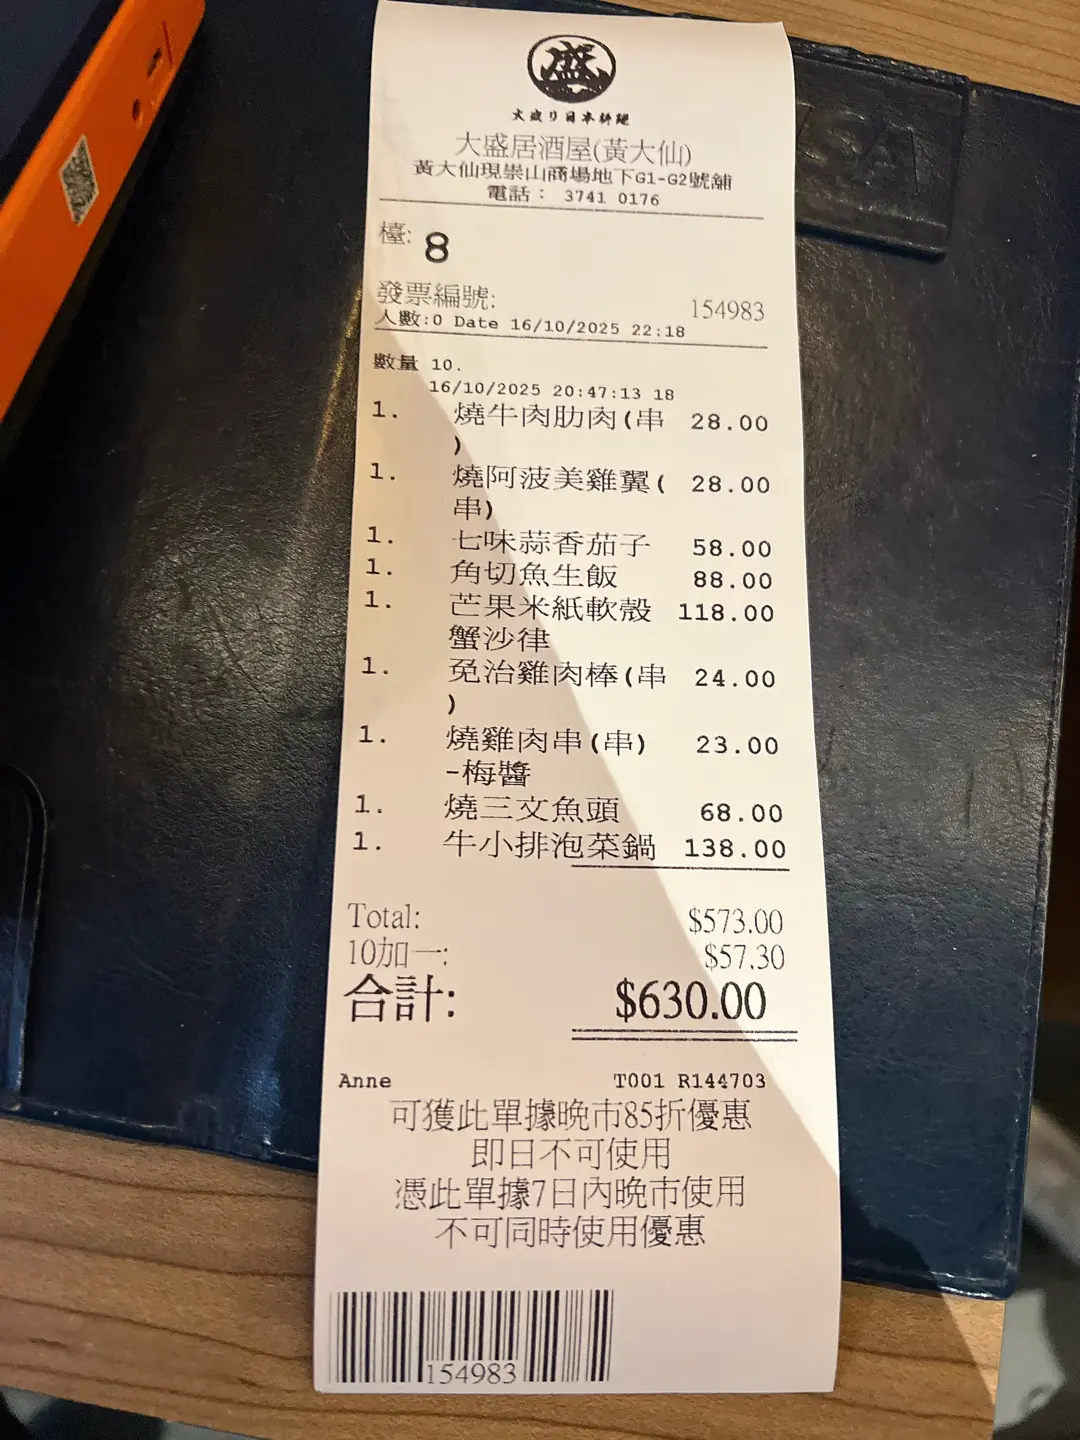 盛
大盛り日本料理
大盛居酒屋(黃大仙)
黃大仙現崇山商場地下G1-G2號舖
電話： 3741 0176
VISA
檯: 8
發票編號: 154983
人數:0 Date 16/10/2025 22:18
數量 10.
16/10/2025 20:47:13 18
1. 燒牛肉肋肉(串 28.00
)
1. 燒阿波美雞翼( 28.00
串)
1. 七味蒜香茄子 58.00
1. 角切魚生飯 88.00
1. 芒果米紙軟殼 118.00
蟹沙律
1. 免治雞肉棒(串 24.00
)
1. 燒雞肉串(串) 23.00
-梅醬
1. 燒三文魚頭 68.00
1. 牛小排泡菜鍋 138.00
Total: $573.00
10加一: $57.30
合計: $630.00
Anne T001 R144703
可獲此單據晚市85折優惠
即日不可使用
憑此單據7日內晚市使用
不可同時使用優惠
154983